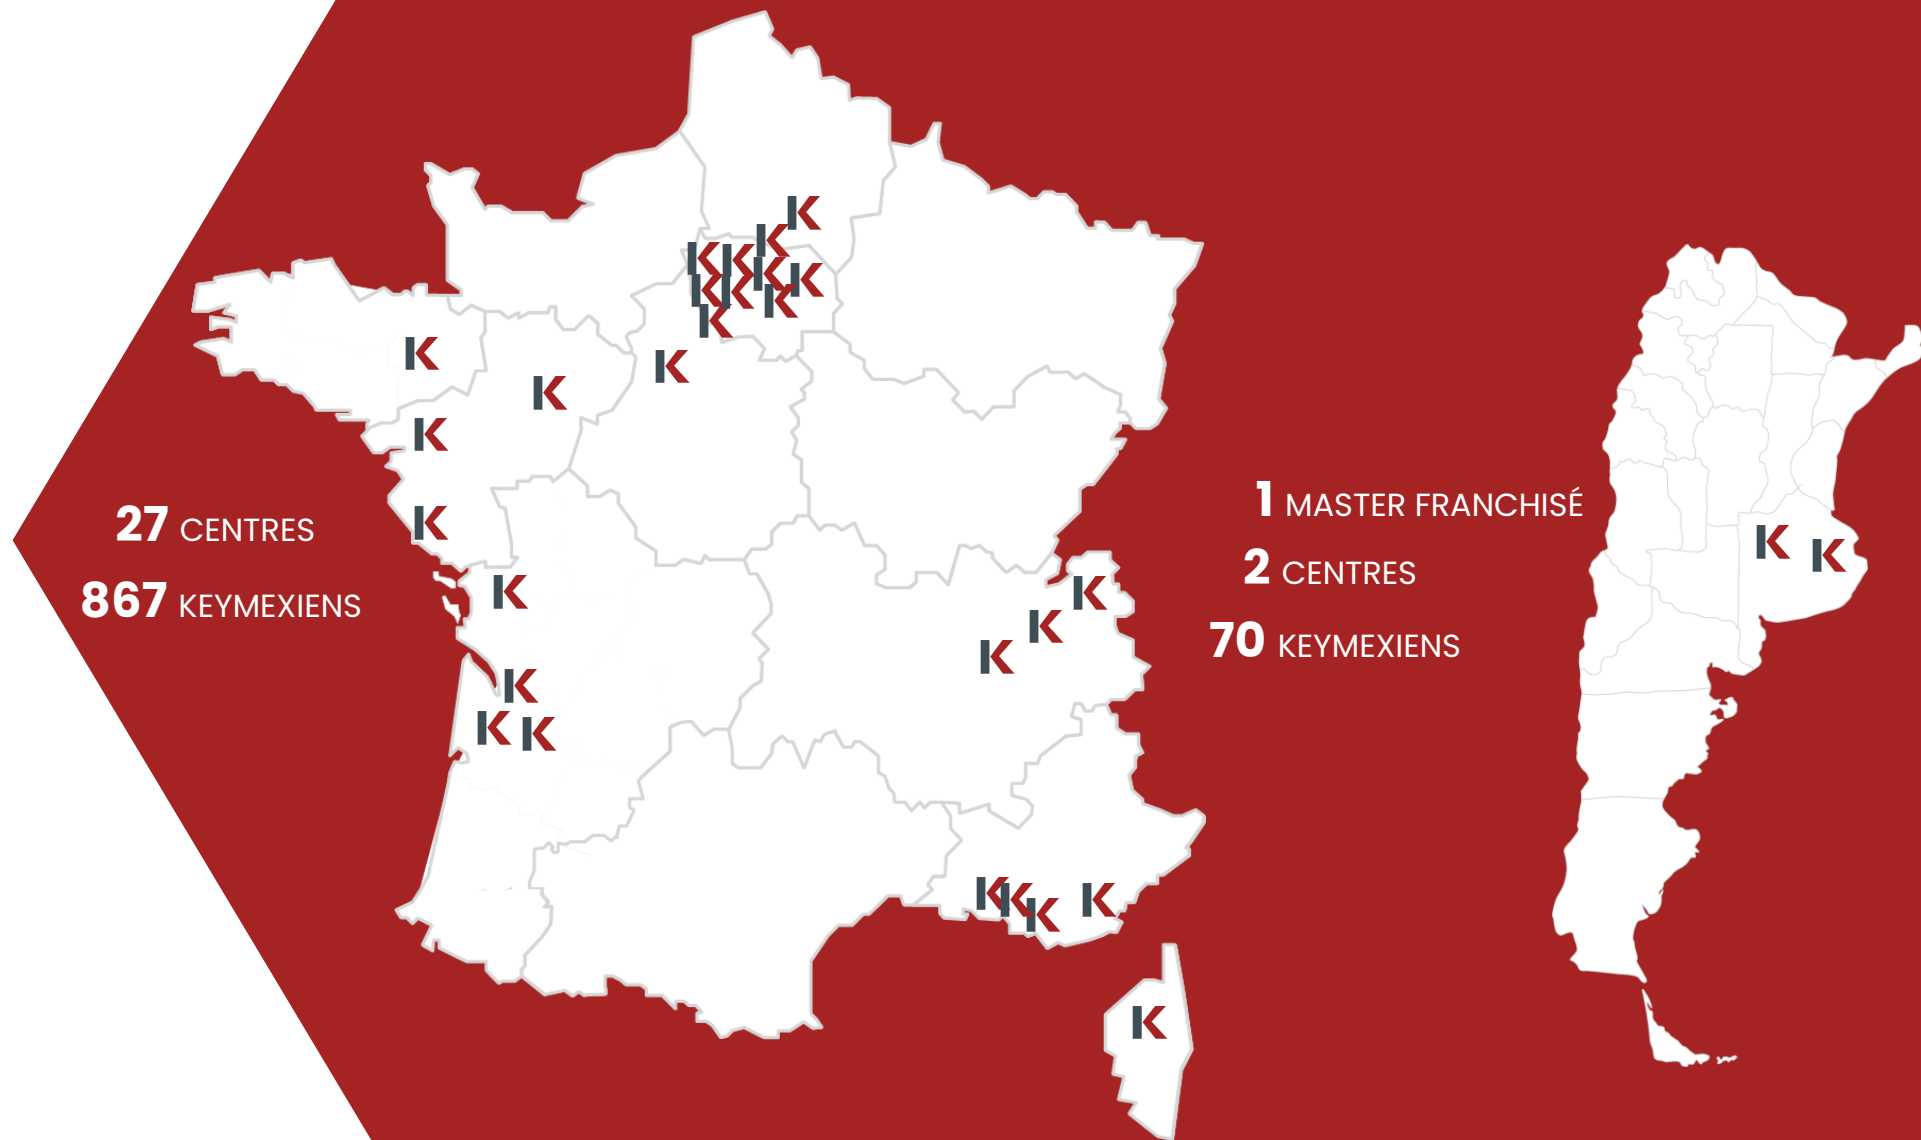 27 CENTRES
867 KEYMEXIENS
1 MASTER FRANCHISÉ
2 CENTRES
70 KEYMEXIENS